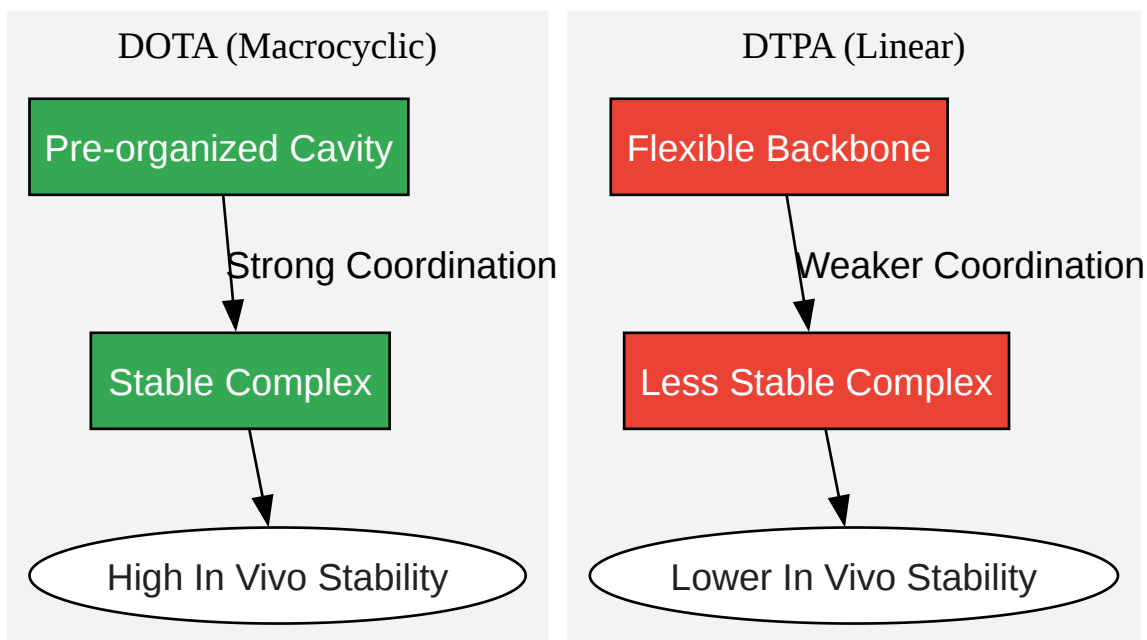 DOTA (Macrocyclic)
Pre-organized Cavity
Strong Coordination
Stable Complex
High In Vivo Stability
DTPA (Linear)
Flexible Backbone
Weaker Coordination
Less Stable Complex
Lower In Vivo Stability